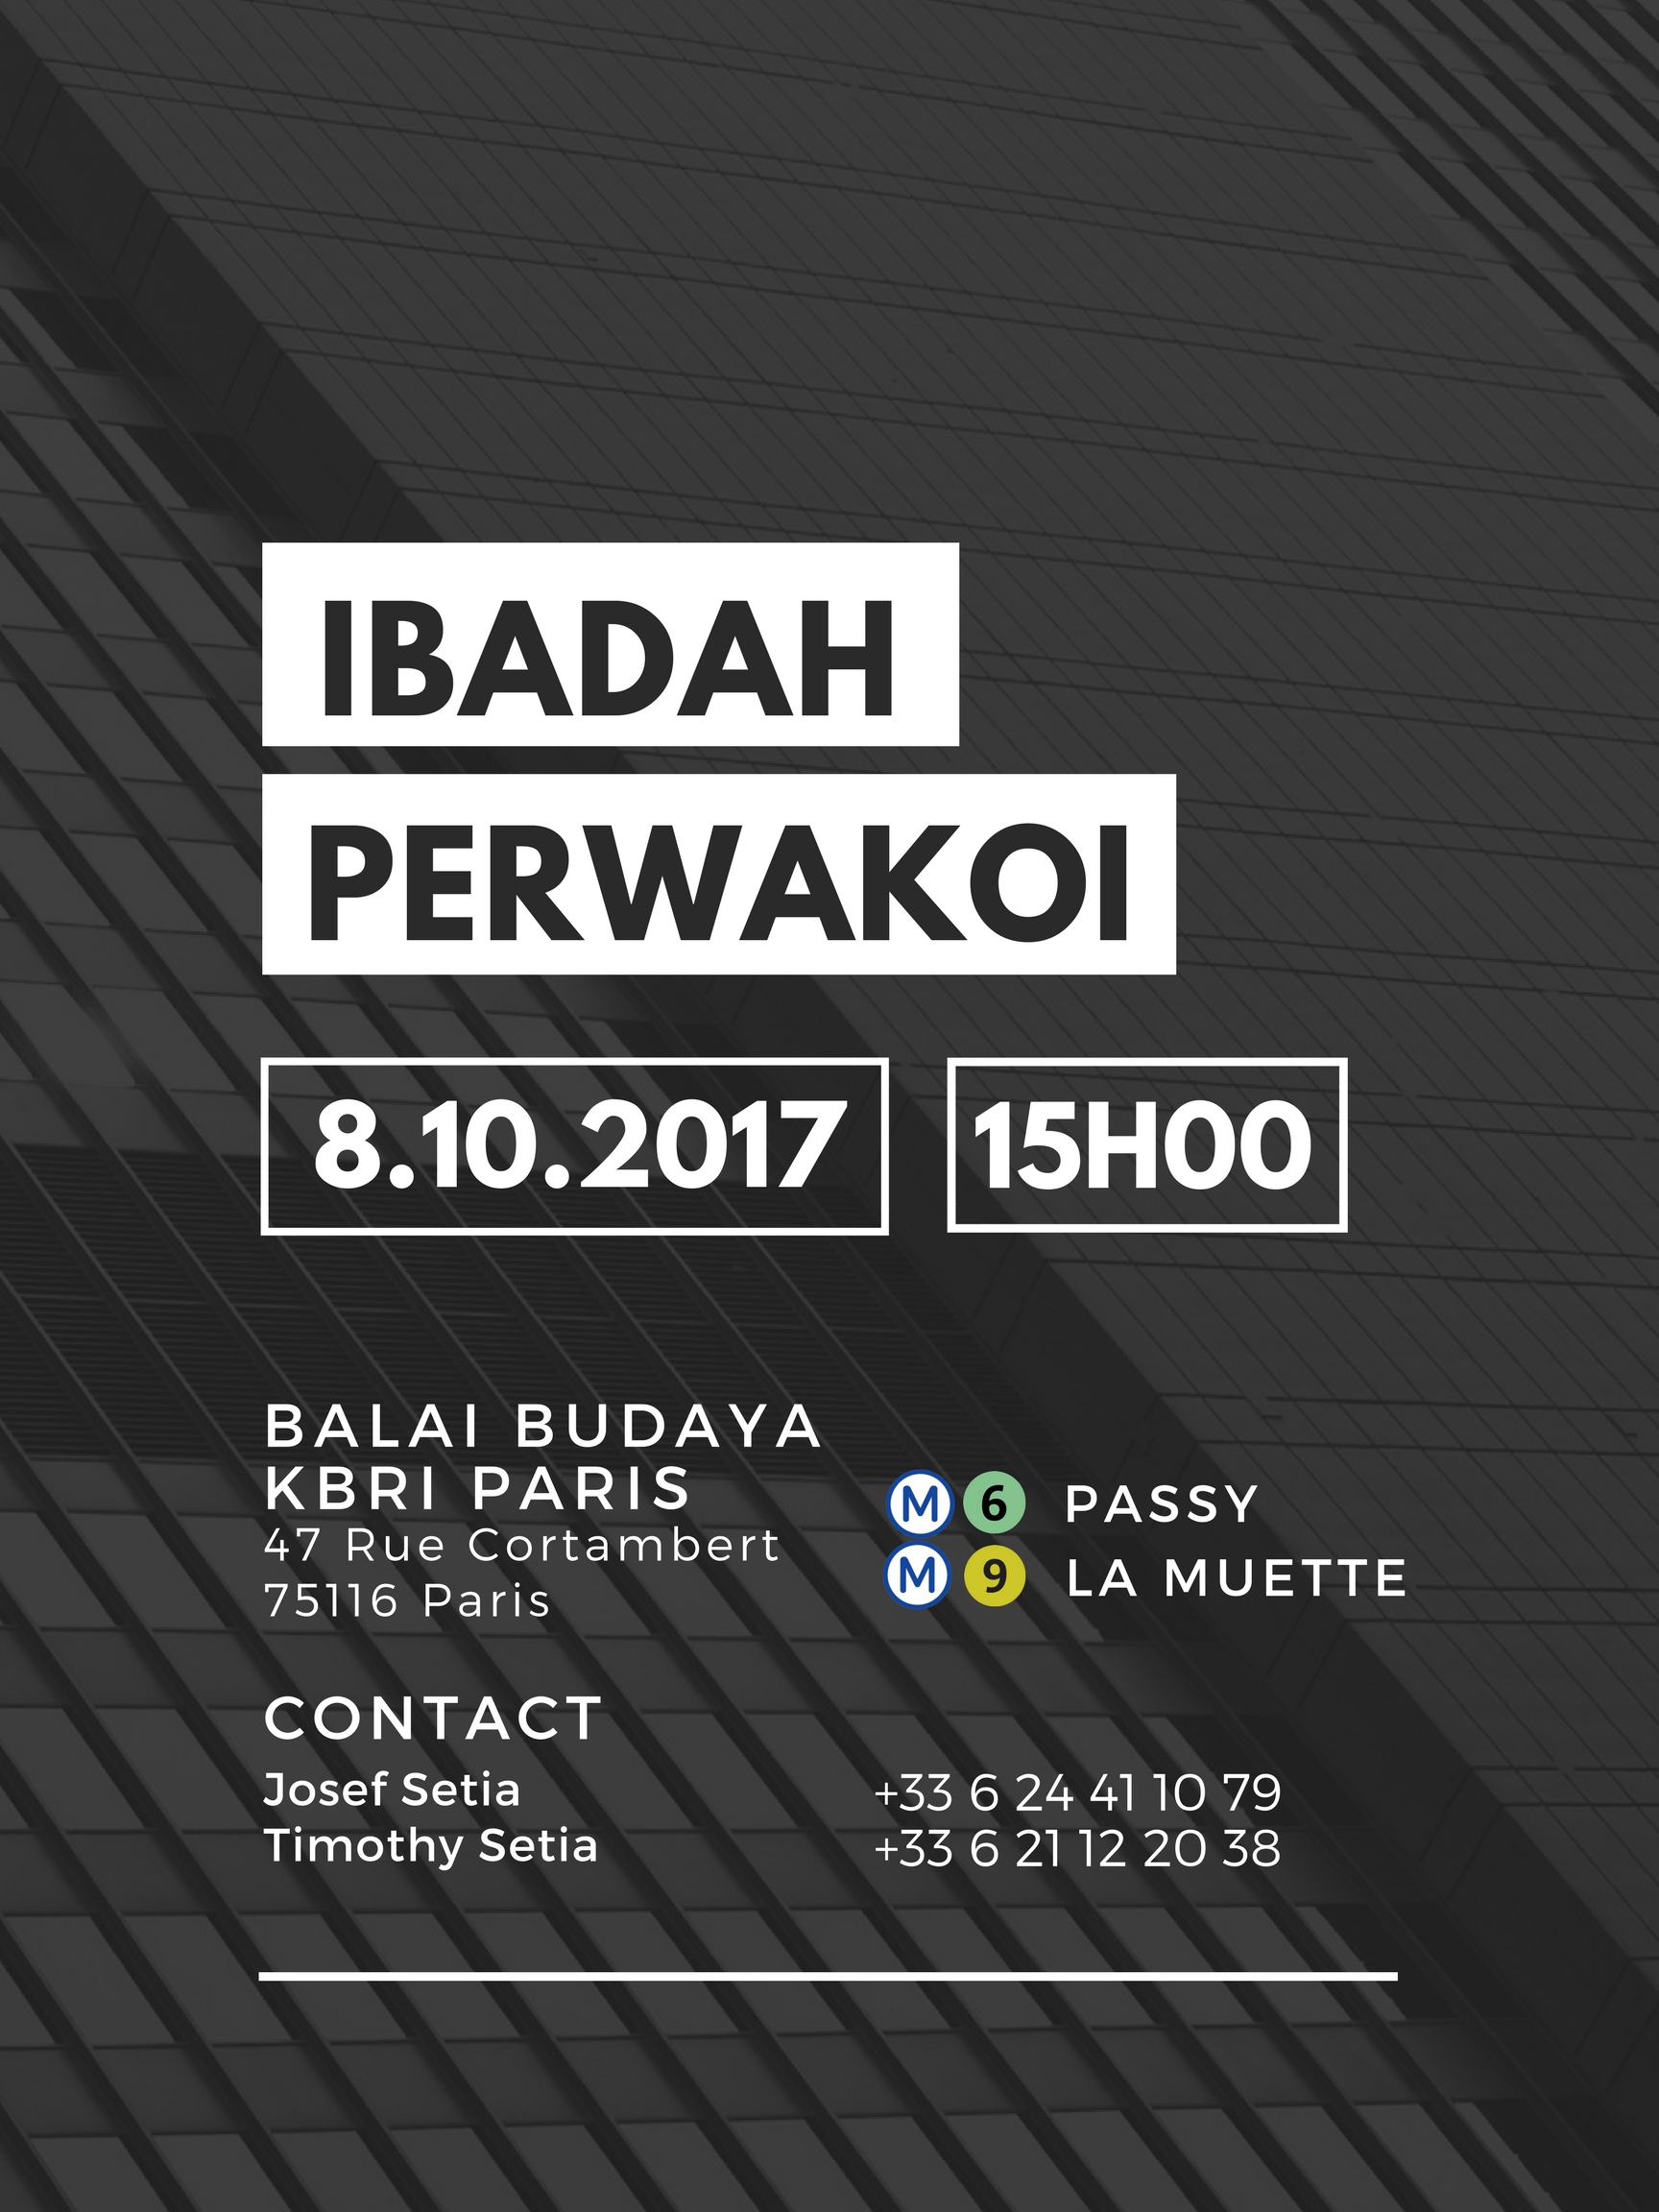 IBADAH
PERWAKOI
8.10.2017 15H00
BALAI BUDAYA
KBRI PARIS
47 Rue Cortambert
75116 Paris
M 6 PASSY
M 9 LA MUETTE
CONTACT
Josef Setia +33 6 24 41 10 79
Timothy Setia +33 6 21 12 20 38